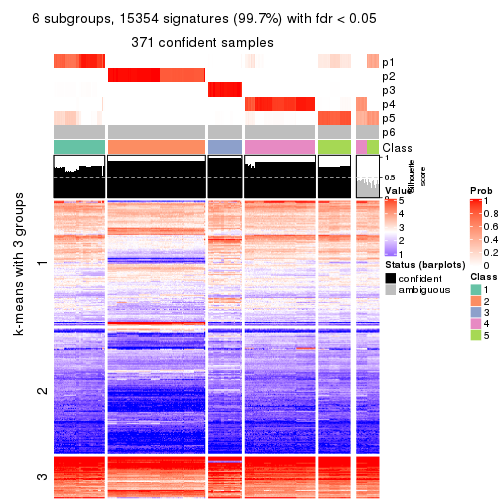 6 subgroups, 15354 signatures (99.7%) with fdr < 0.05
371 confident samples
p1
p2
p3
p4
p5
p6
Class
1
0.5
0
Silhouette
score
k-means with 3 groups
1
2
3
Value
5
4
3
2
1
Status (barplots)
confident
ambiguous
Prob
1
0.8
0.6
0.4
0.2
0
Class
1
2
3
4
5